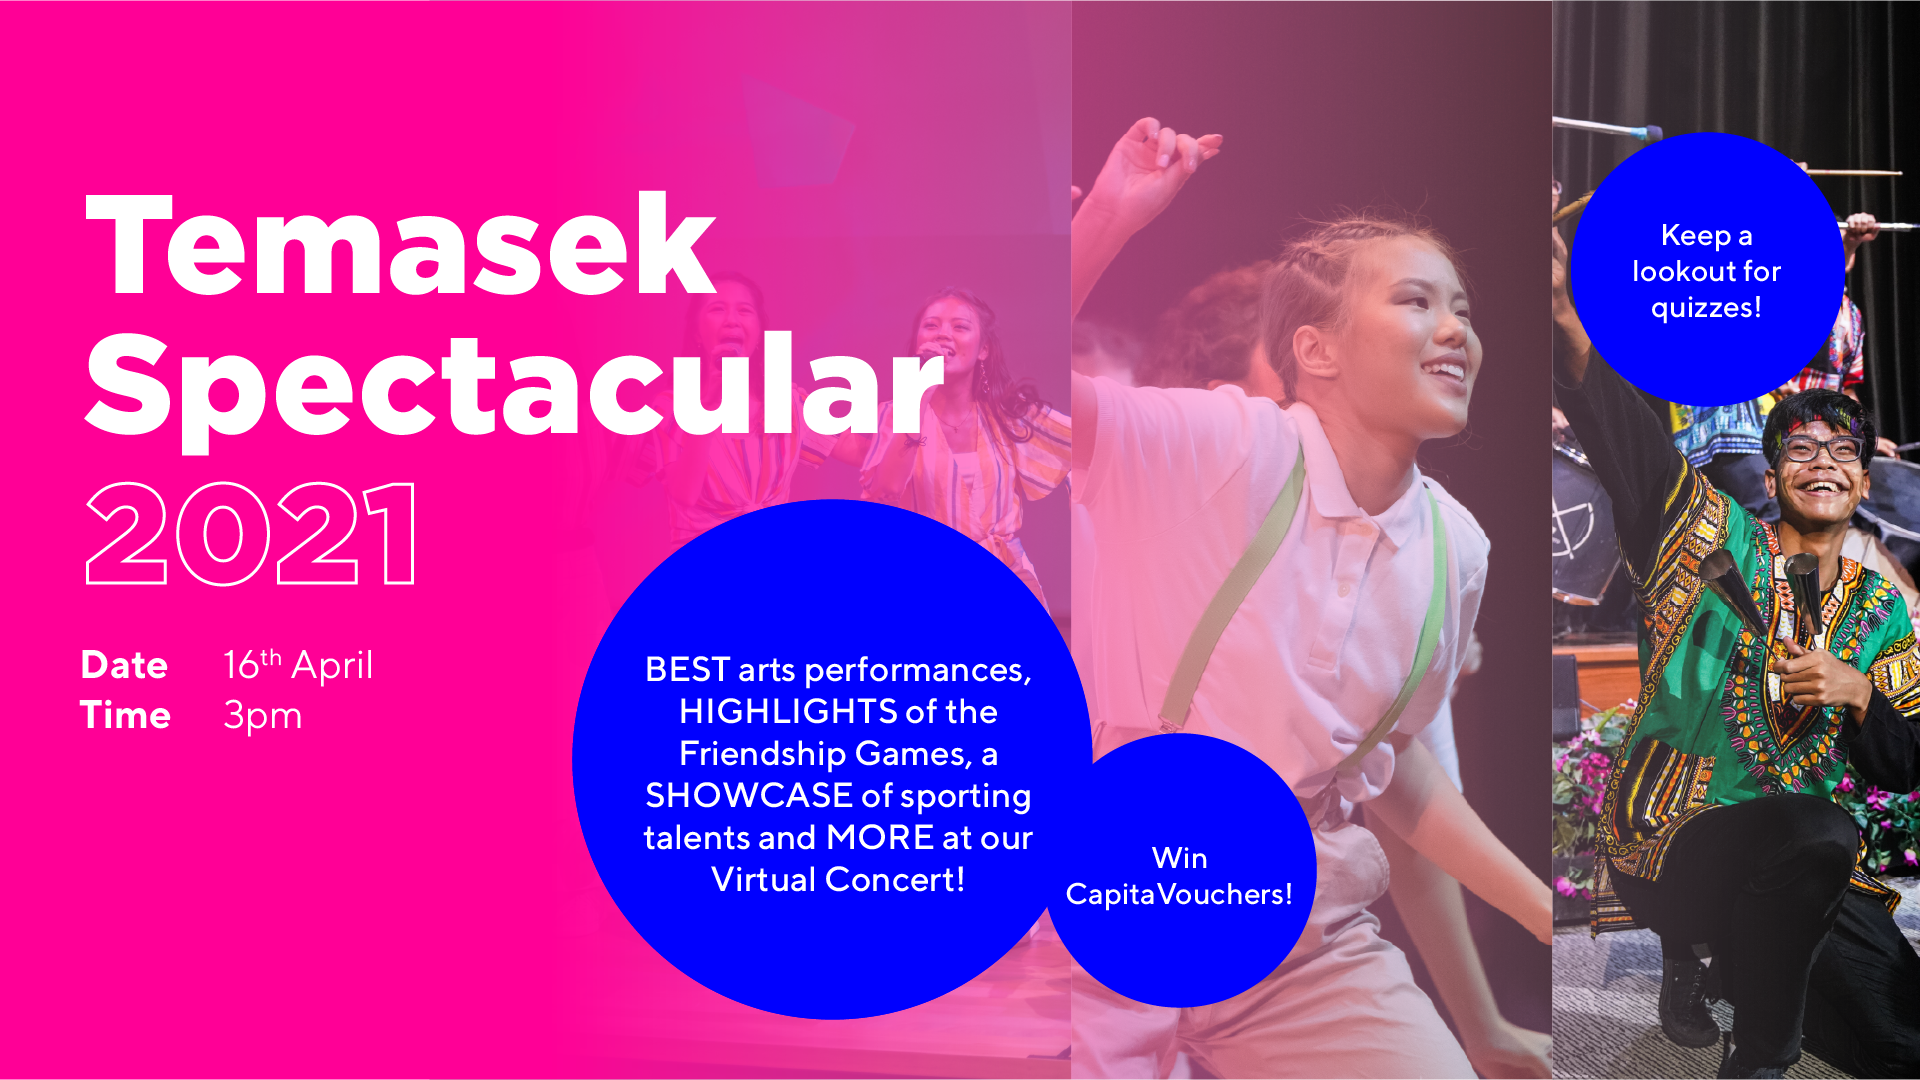 Temasek
Spectacular
2021
Date 16th April
Time 3pm
BEST arts performances,
HIGHLIGHTS of the
Friendship Games, a
SHOWCASE of sporting
talents and MORE at our
Virtual Concert!
Win
CapitaVouchers!
Keep a
lookout for
quizzes!